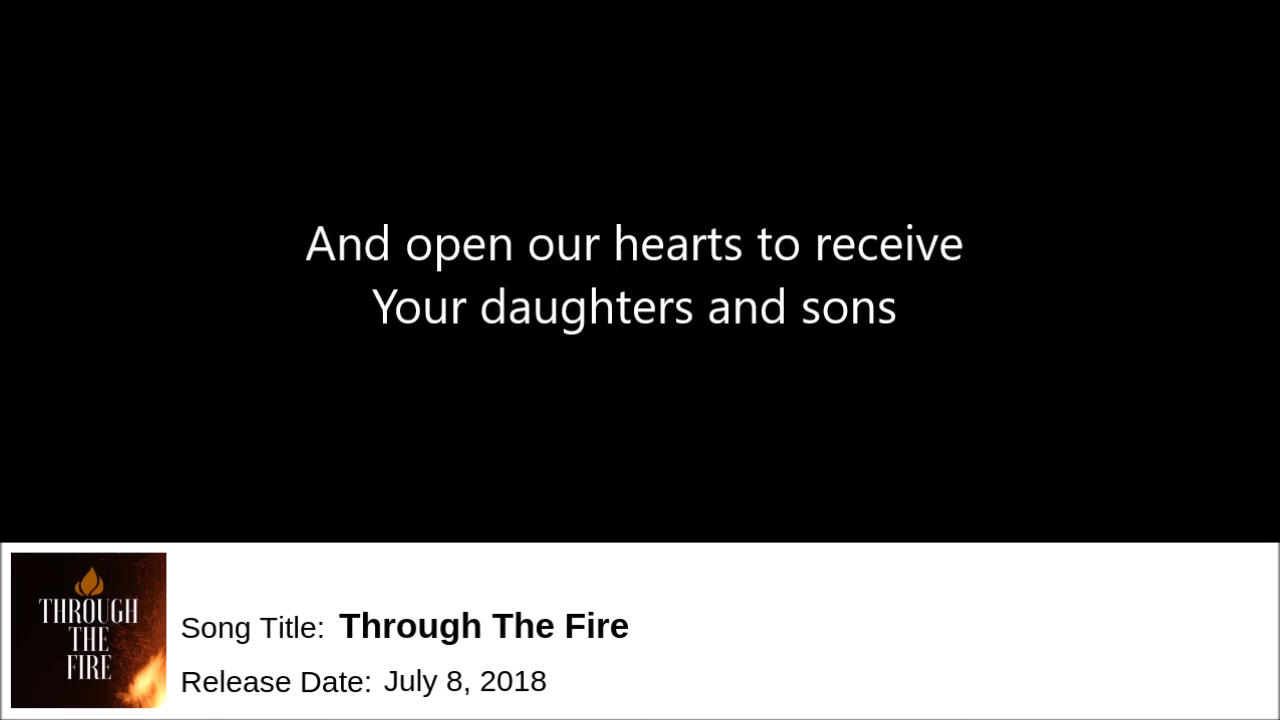 And open our hearts to receive
Your daughters and sons
THROUGH
THE
FIRE
Song Title: Through The Fire
Release Date: July 8, 2018